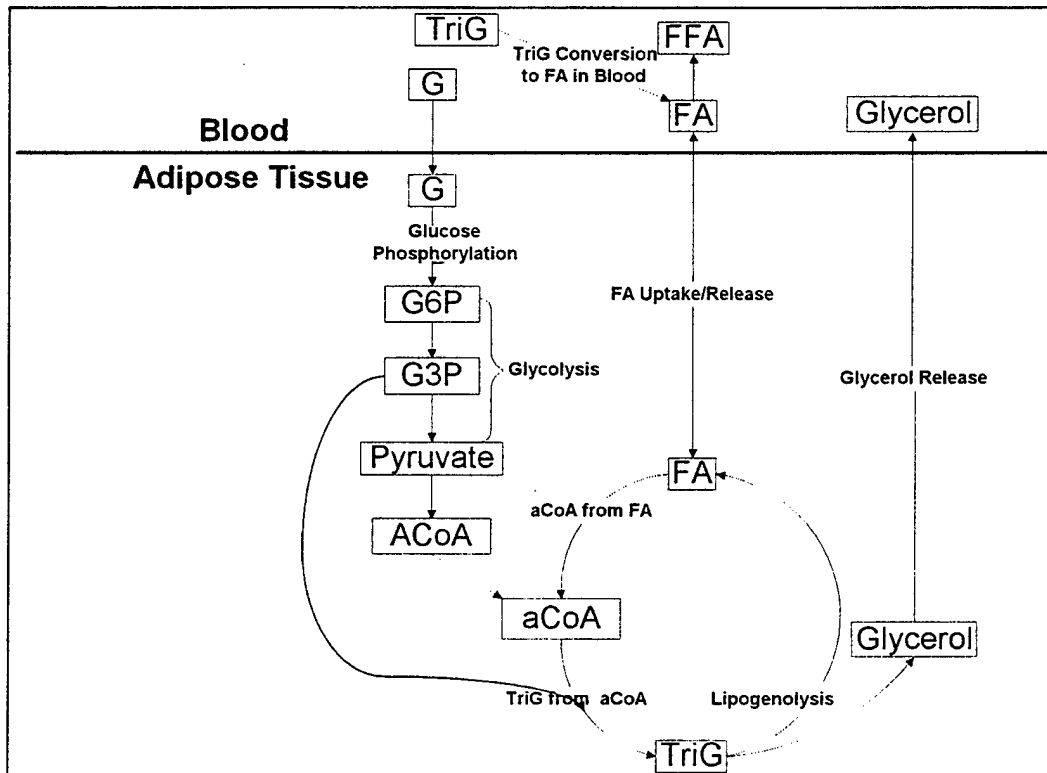 TriG
FFA
TriG Conversion
to FA in Blood
G
FA
Glycerol
Blood
Adipose Tissue
G
Glucose
Phosphorylation
G6P
FA Uptake/Release
G3P
Glycolysis
Glycerol Release
Pyruvate
FA
aCoA from FA
ACoA
aCoA
Glycerol
TriG from aCoA
Lipogenolysis
TriG